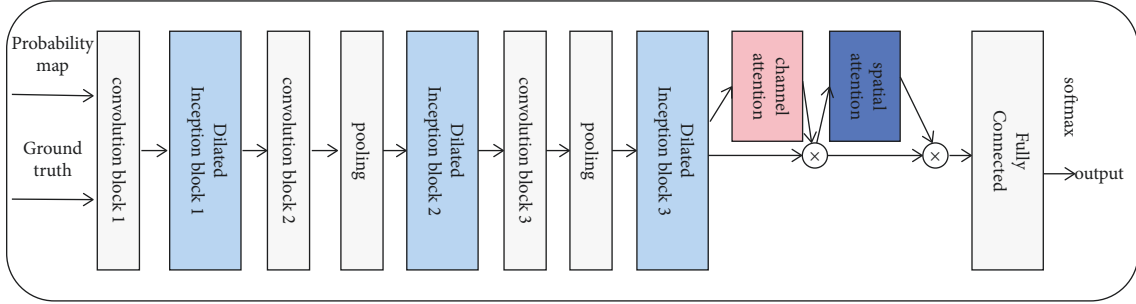 Probability
map
Ground
truth
convolution block 1
Dilated
Inception block 1
convolution block 2
pooling
Dilated
Inception block 2
convolution block 3
pooling
Dilated
Inception block 3
channel
attention
×
spatial
attention
×
Fully
Connected
softmax
output